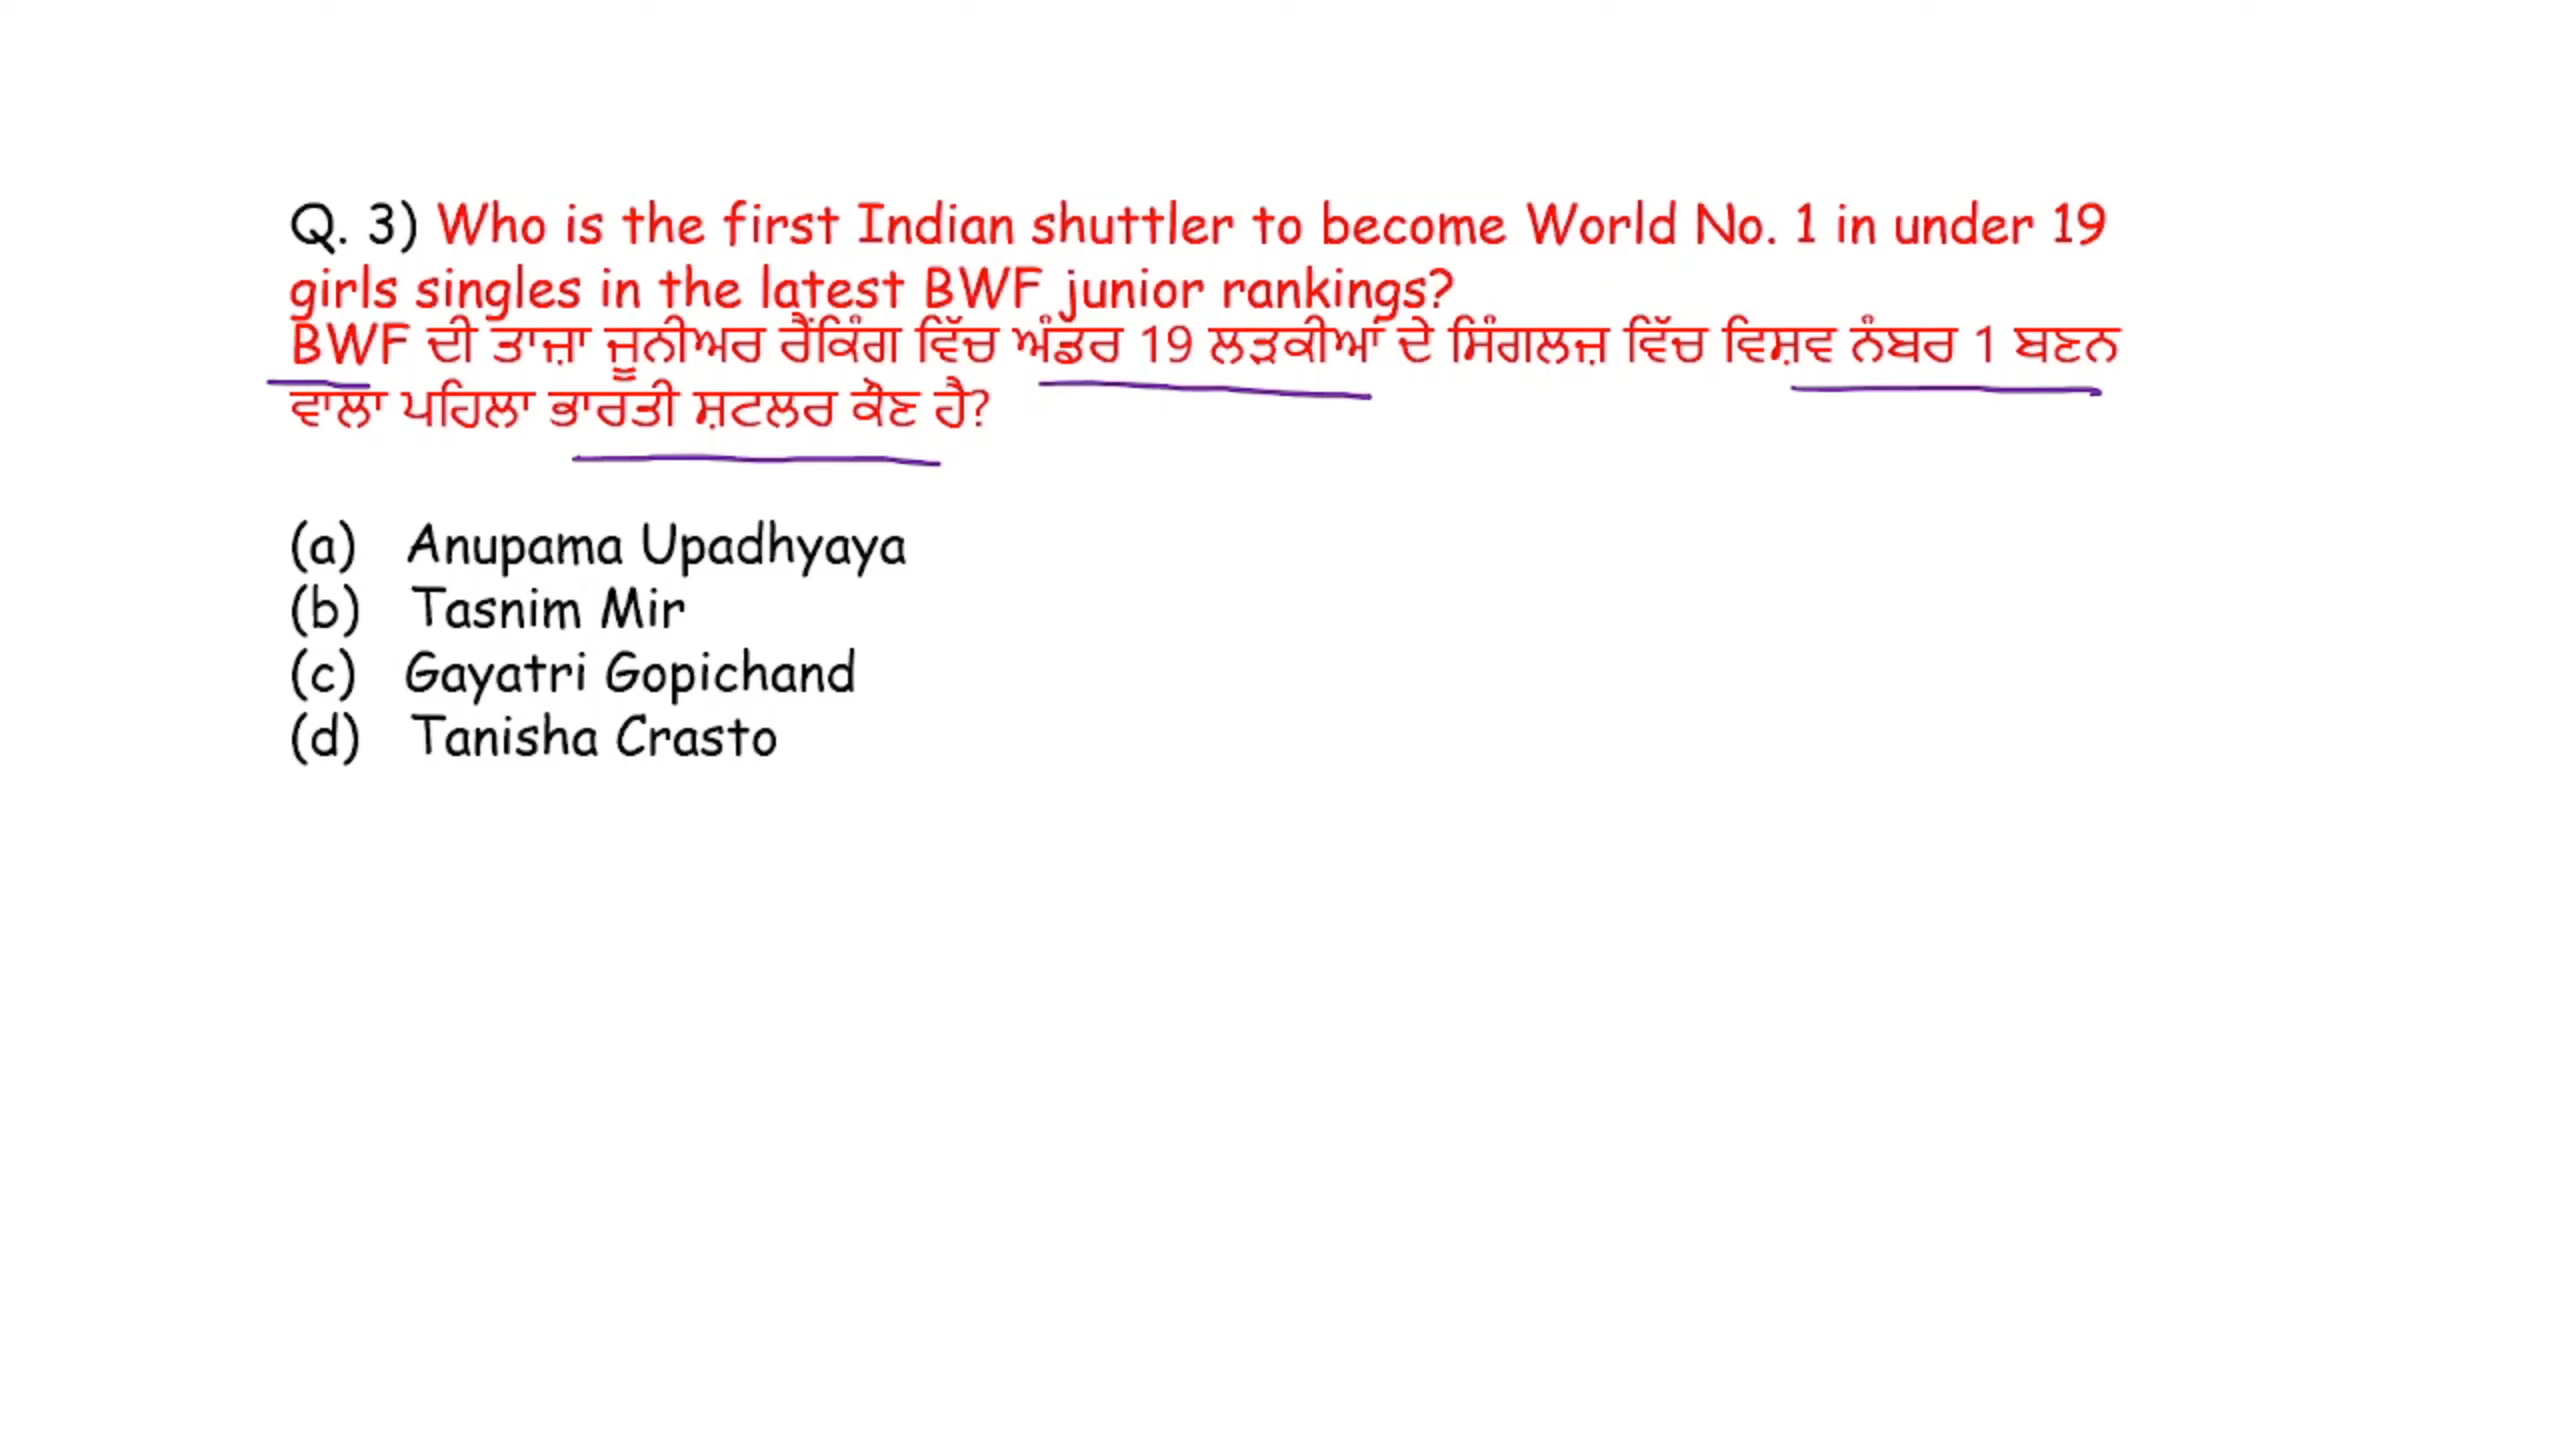 Q. 3) Who is the first Indian shuttler to become World No. 1 in under 19
girls singles in the latest BWF junior rankings?
BWF ਦੀ ਤਾਜ਼ਾ ਜੂਨੀਅਰ ਰੈਂਕਿੰਗ ਵਿੱਚ ਅੰਡਰ 19 ਲੜਕੀਆਂ ਦੇ ਸਿੰਗਲਜ਼ ਵਿੱਚ ਵਿਸ਼ਵ ਨੰਬਰ 1 ਬਣਨ
ਵਾਲਾ ਪਹਿਲਾ ਭਾਰਤੀ ਸ਼ਟਲਰ ਕੌਣ ਹੈ?
(a) Anupama Upadhyaya
(b) Tasnim Mir
(c) Gayatri Gopichand
(d) Tanisha Crasto